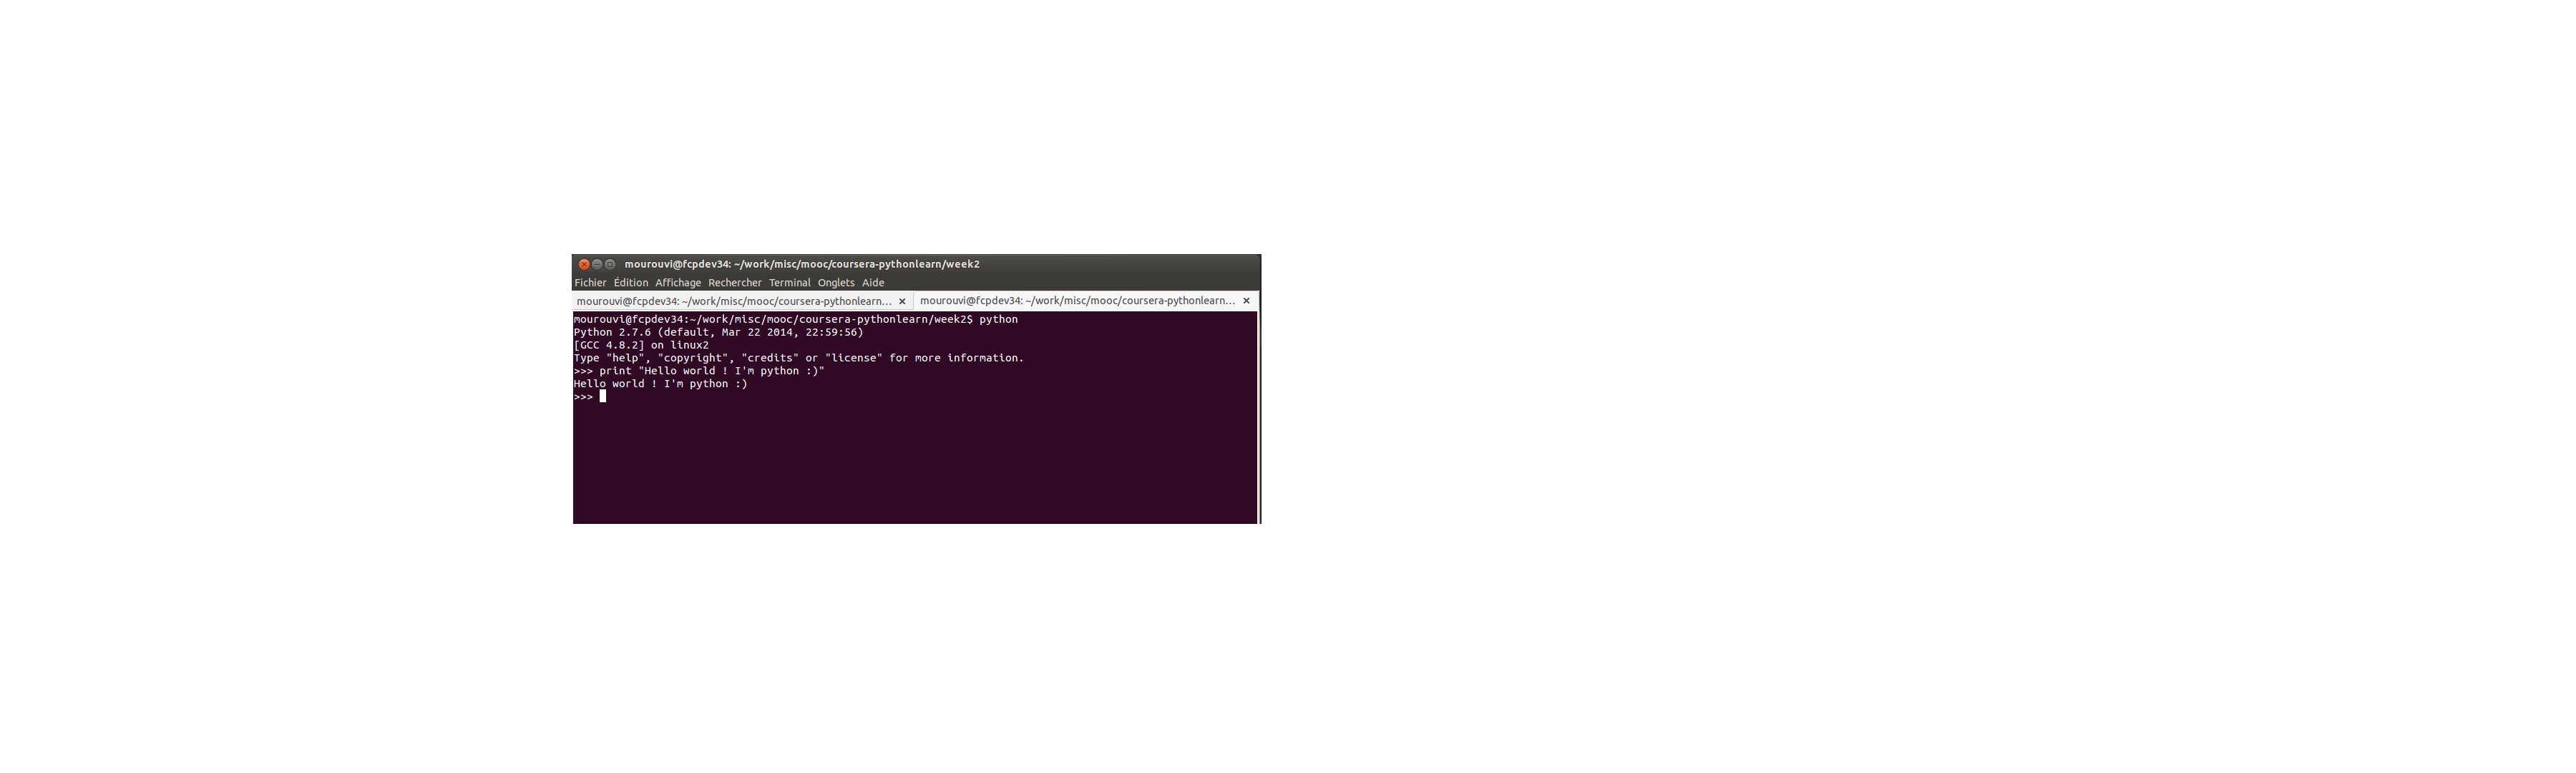 mourouvi@fcpdev34: ~/work/misc/mooc/coursera-pythonlearn/week2
Fichier Édition Affichage Rechercher Terminal Onglets Aide
mourouvi@fcpdev34: ~/work/misc/mooc/coursera-pythonlearn... × mourouvi@fcpdev34: ~/work/misc/mooc/coursera-pythonlearn... ×
mourouvi@fcpdev34:~/work/misc/mooc/coursera-pythonlearn/week2$ python
Python 2.7.6 (default, Mar 22 2014, 22:59:56)
[GCC 4.8.2] on linux2
Type "help", "copyright", "credits" or "license" for more information.
>>> print "Hello world ! I'm python :)"
Hello world ! I'm python :)
>>>